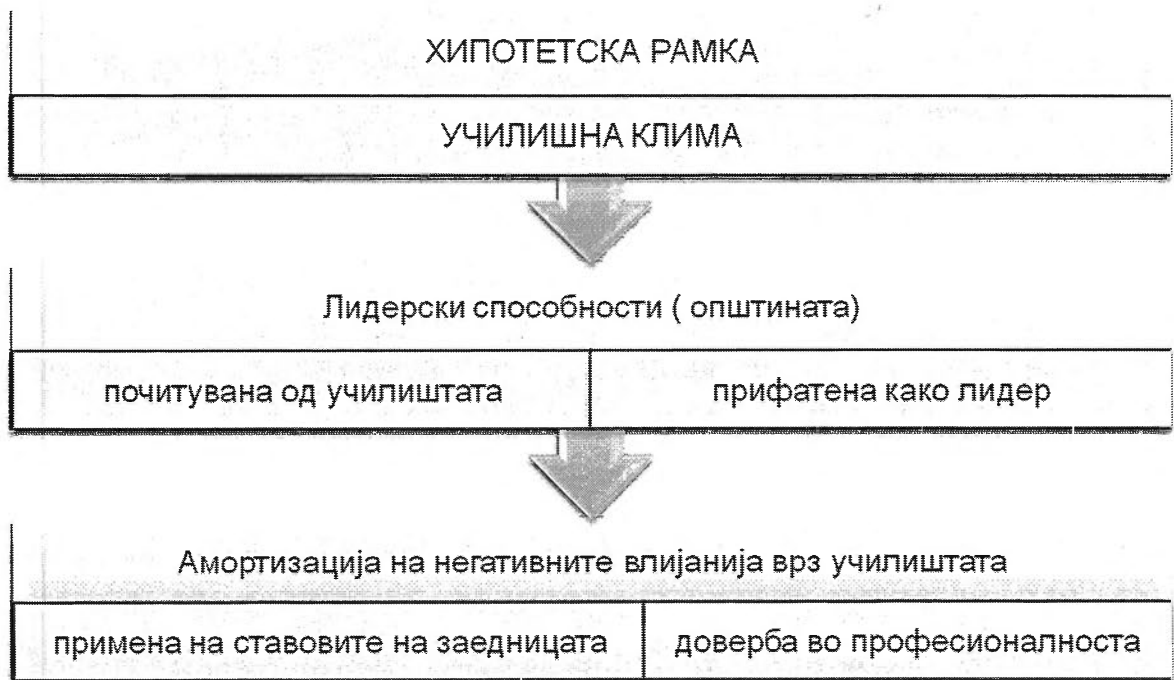 ХИПОТЕТСКА РАМКА
УЧИЛИШНА КЛИМА
Лидерски способности ( општината)
почитувана од училиштата
прифатена како лидер
Амортизација на негативните влијанија врз училиштата
примена на ставовите на заедницата
доверба во професионалноста